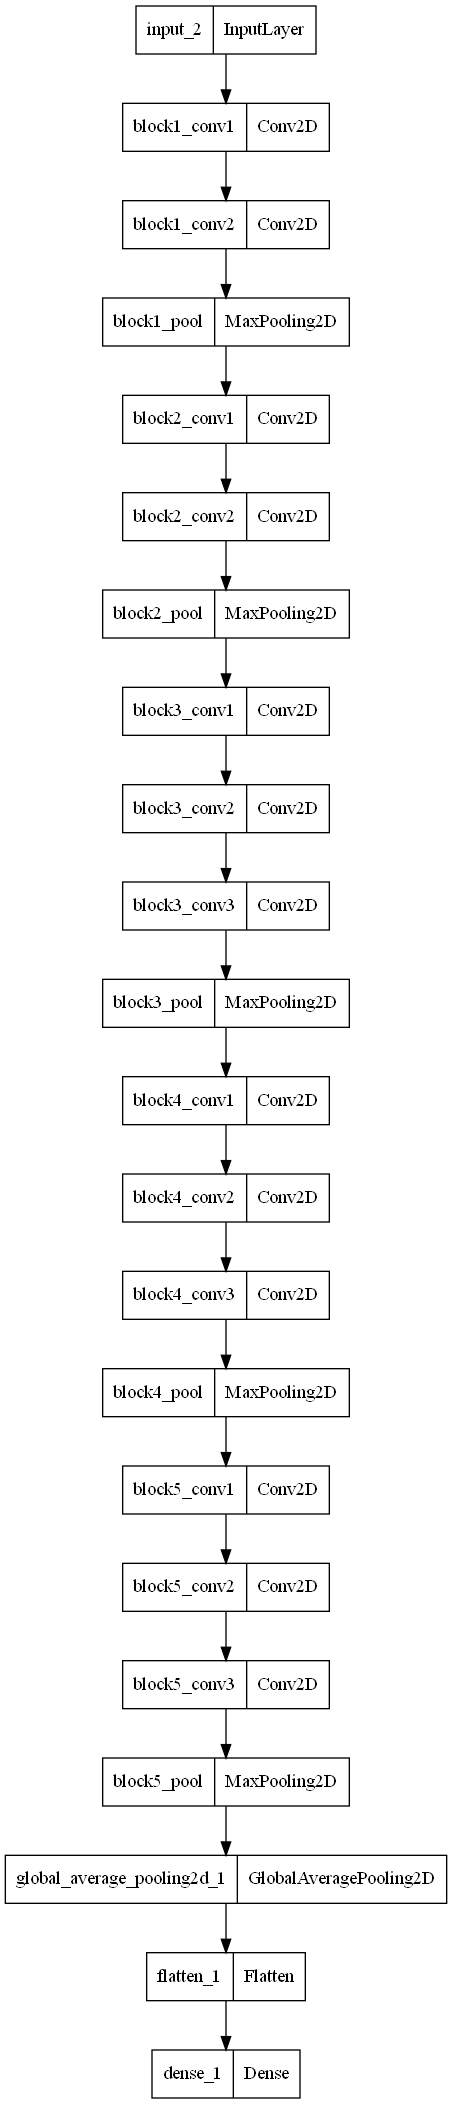 input_2 InputLayer
block1_conv1 Conv2D
block1_conv2 Conv2D
block1_pool MaxPooling2D
block2_conv1 Conv2D
block2_conv2 Conv2D
block2_pool MaxPooling2D
block3_conv1 Conv2D
block3_conv2 Conv2D
block3_conv3 Conv2D
block3_pool MaxPooling2D
block4_conv1 Conv2D
block4_conv2 Conv2D
block4_conv3 Conv2D
block4_pool MaxPooling2D
block5_conv1 Conv2D
block5_conv2 Conv2D
block5_conv3 Conv2D
block5_pool MaxPooling2D
global_average_pooling2d_1 GlobalAveragePooling2D
flatten_1 Flatten
dense_1 Dense